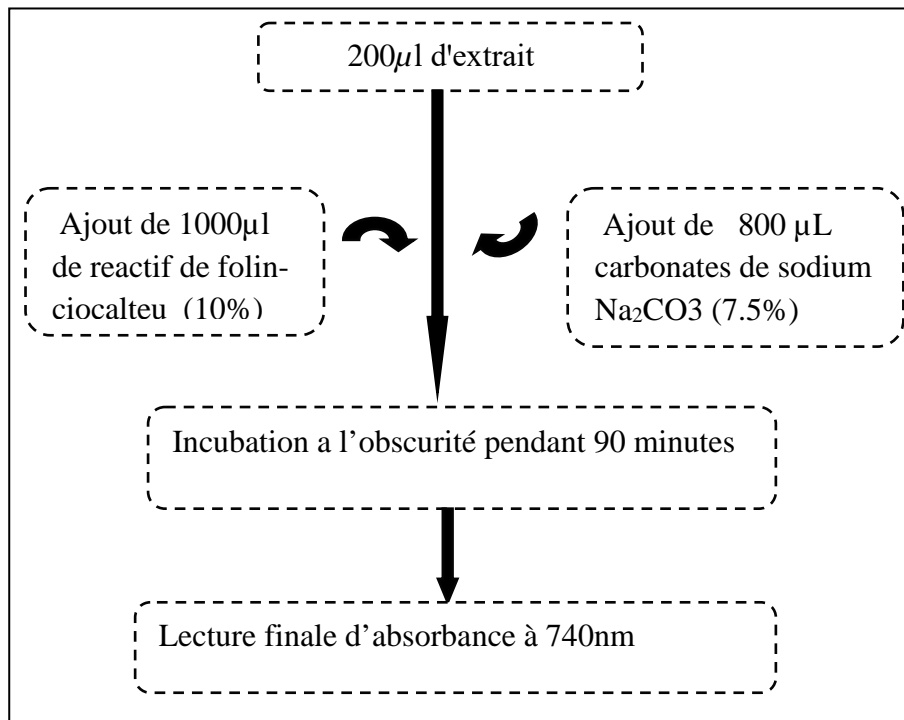 200µl d'extrait
Ajout de 1000µl
de reactif de folin-
ciocalteu (10%)
Ajout de 800 µL
carbonates de sodium
Na₂CO3 (7.5%)
Incubation a l’obscurité pendant 90 minutes
Lecture finale d’absorbance à 740nm